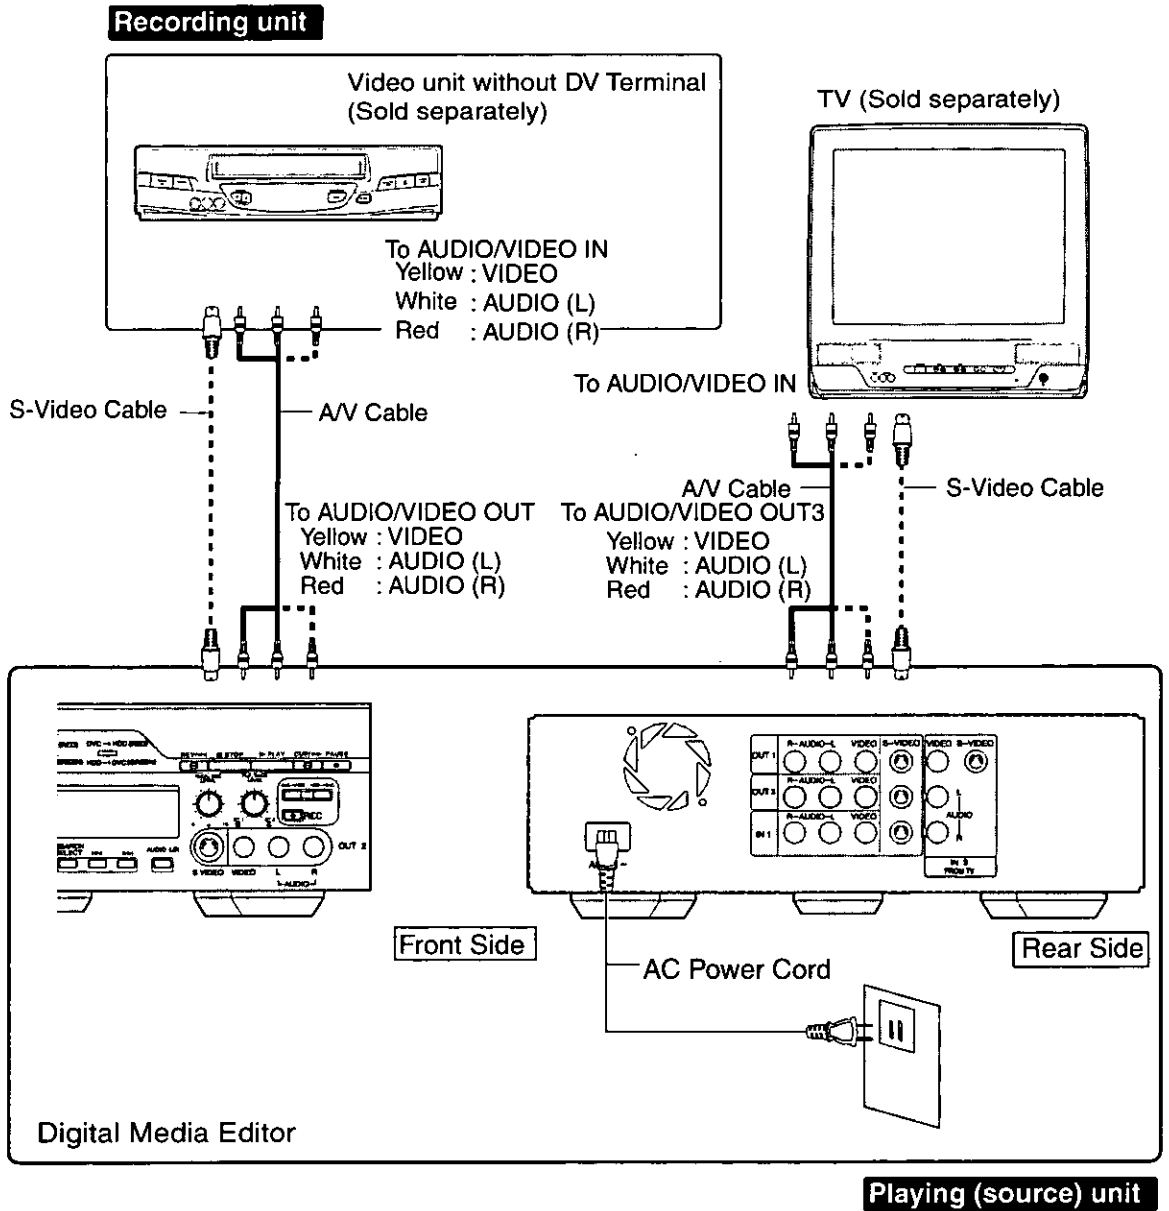 Recording unit
Video unit without DV Terminal
(Sold separately)
TV (Sold separately)
To AUDIO/VIDEO IN
Yellow : VIDEO
White : AUDIO (L)
Red : AUDIO (R)
To AUDIO/VIDEO IN
S-Video Cable
A/V Cable
A/V Cable
S-Video Cable
To AUDIO/VIDEO OUT
Yellow : VIDEO
White : AUDIO (L)
Red : AUDIO (R)
To AUDIO/VIDEO OUT3
Yellow : VIDEO
White : AUDIO (L)
Red : AUDIO (R)
PLAY
PAUSE
REC
OUT 2
S VIDEO VIDEO L R
AUDIO
OUT 1 R-AUDIO-L VIDEO S-VIDEO VIDEO S-VIDEO
OUT 3 R-AUDIO-L VIDEO
IN 1 R-AUDIO-L VIDEO
L
AUDIO
R
IN 3
FROM TV
Front Side
Rear Side
AC Power Cord
Digital Media Editor
Playing (source) unit